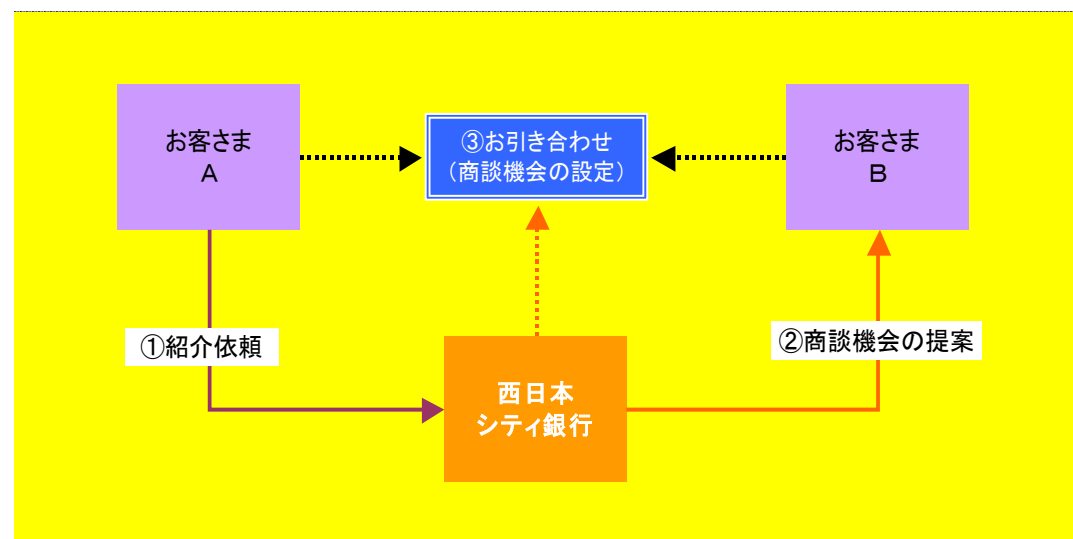 お客さま
A
③お引き合わせ
（商談機会の設定）
お客さま
B
①紹介依頼
②商談機会の提案
西日本
シティ銀行